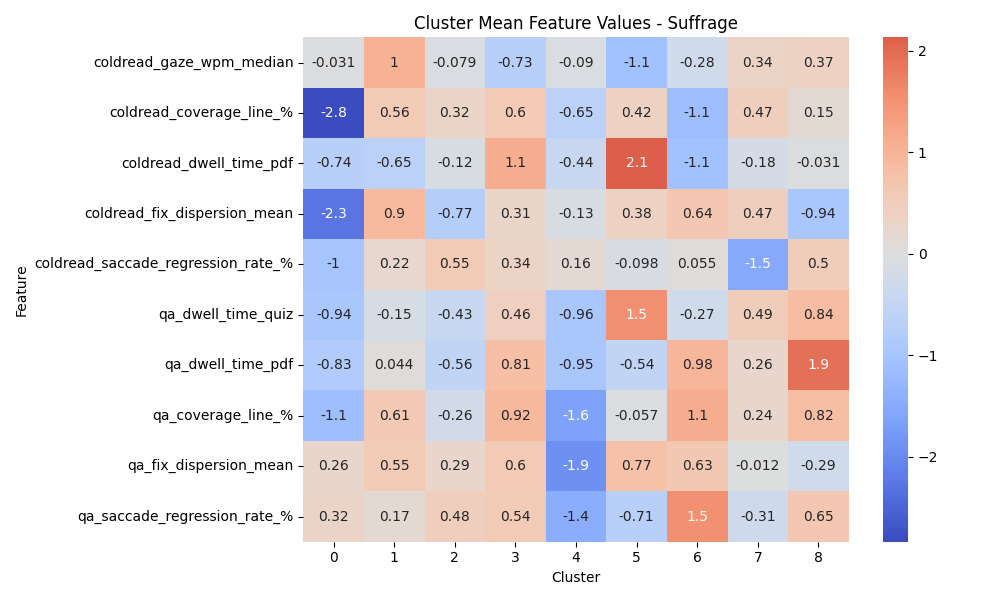 Cluster Mean Feature Values - Suffrage
Feature
coldread_gaze_wpm_median -0.031 1 -0.079 -0.73 -0.09 -1.1 -0.28 0.34 0.37
coldread_coverage_line_% -2.8 0.56 0.32 0.6 -0.65 0.42 -1.1 0.47 0.15
coldread_dwell_time_pdf -0.74 -0.65 -0.12 1.1 -0.44 2.1 -1.1 -0.18 -0.031
coldread_fix_dispersion_mean -2.3 0.9 -0.77 0.31 -0.13 0.38 0.64 0.47 -0.94
coldread_saccade_regression_rate_% -1 0.22 0.55 0.34 0.16 -0.098 0.055 -1.5 0.5
qa_dwell_time_quiz -0.94 -0.15 -0.43 0.46 -0.96 1.5 -0.27 0.49 0.84
qa_dwell_time_pdf -0.83 0.044 -0.56 0.81 -0.95 -0.54 0.98 0.26 1.9
qa_coverage_line_% -1.1 0.61 -0.26 0.92 -1.6 -0.057 1.1 0.24 0.82
qa_fix_dispersion_mean 0.26 0.55 0.29 0.6 -1.9 0.77 0.63 -0.012 -0.29
qa_saccade_regression_rate_% 0.32 0.17 0.48 0.54 -1.4 -0.71 1.5 -0.31 0.65
0 1 2 3 4 5 6 7 8
Cluster
2
1
0
−1
−2